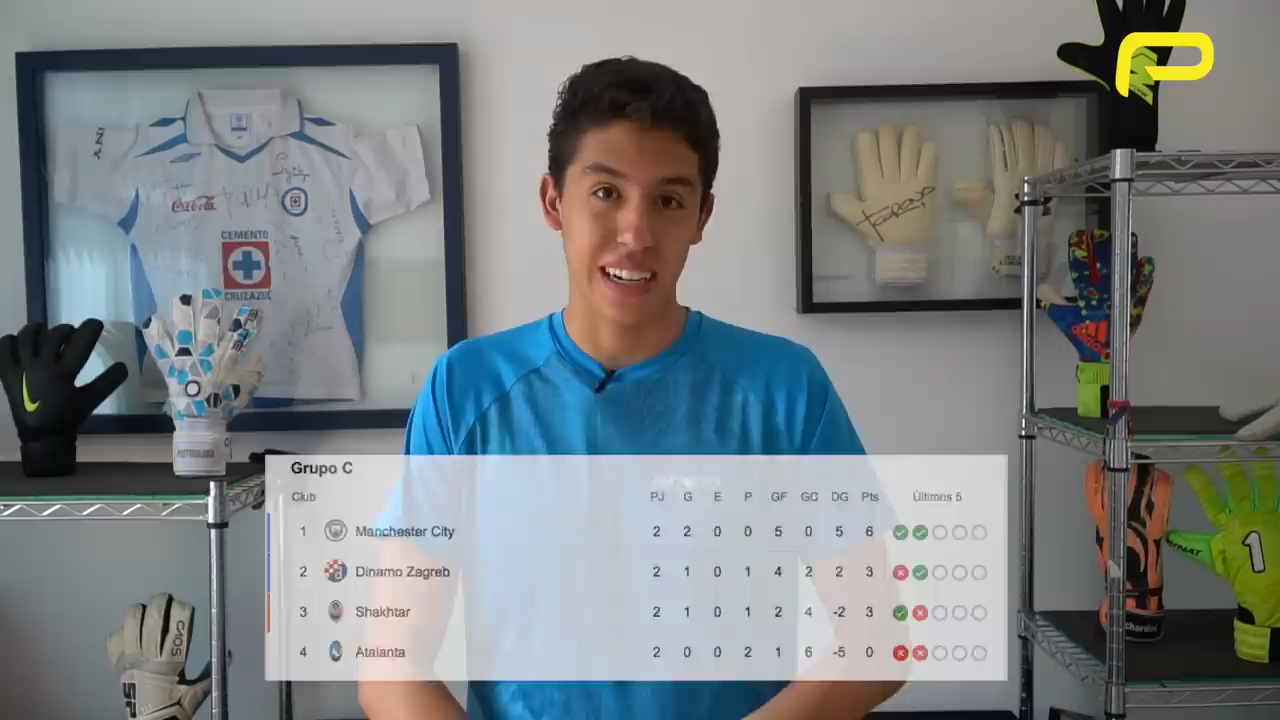 Coca-Cola
CEMENTO
CRUZAZUL
Grupo C
Club PJ G E P GF GC DG Pts Últimos 5
1 Manchester City 2 2 0 0 5 0 5 6
2 Dinamo Zagreb 2 1 0 1 4 2 2 3
3 Shakhtar 2 1 0 1 2 4 -2 3
4 Atalanta 2 0 0 2 1 6 -5 0
1